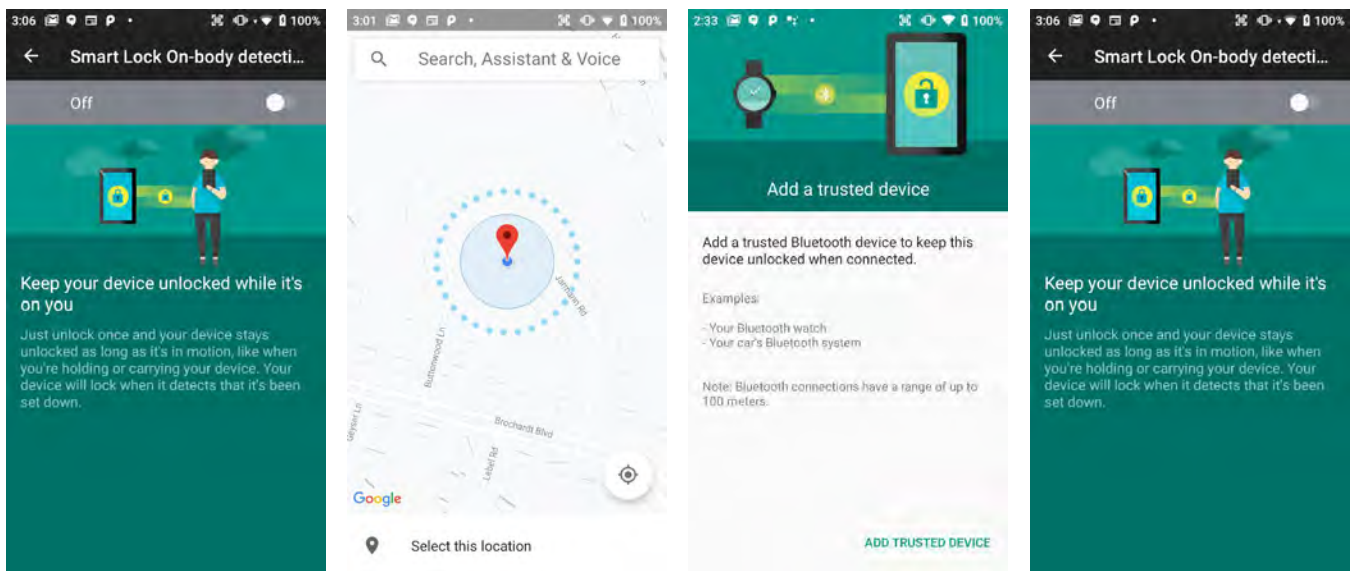 3:06 100%
Smart Lock On-body detecti...
Off
Keep your device unlocked while it's
on you
Just unlock once and your device stays
unlocked as long as it's in motion, like when
you're holding or carrying your device. Your
device will lock when it detects that it's been
set down.
3:01 100%
Search, Assistant & Voice
Jarmann Rd
Buttonwood Ln
Geyser Ln
Brochardt Blvd
Lebel Rd
Google
Select this location
2:33 100%
Add a trusted device
Add a trusted Bluetooth device to keep this
device unlocked when connected.
Examples:
- Your Bluetooth watch
- Your car's Bluetooth system
Note: Bluetooth connections have a range of up to
100 meters.
ADD TRUSTED DEVICE
3:06 100%
Smart Lock On-body detecti...
Off
Keep your device unlocked while it's
on you
Just unlock once and your device stays
unlocked as long as it's in motion, like when
you're holding or carrying your device. Your
device will lock when it detects that it's been
set down.